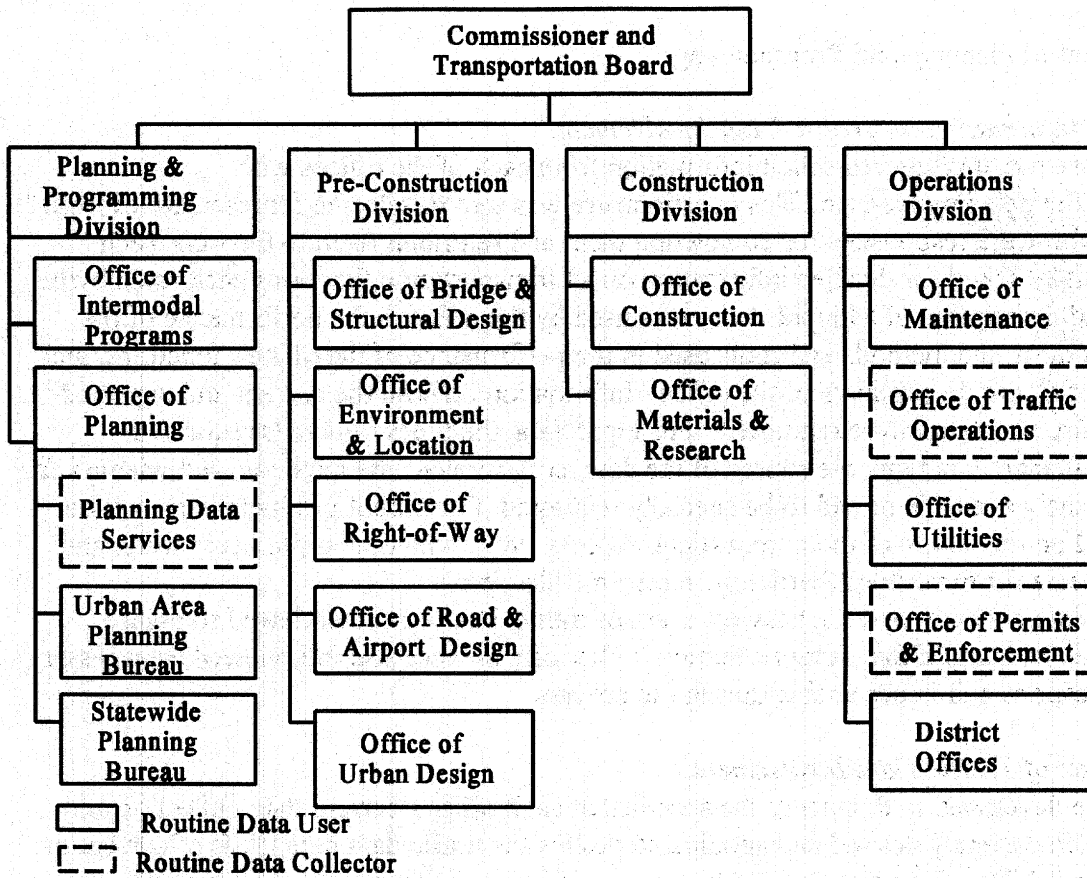 Commissioner and
Transportation Board
Planning &
Programming
Division
Pre-Construction
Division
Construction
Division
Operations
Divsion
Office of
Intermodal
Programs
Office of
Planning
Planning Data
Services
Urban Area
Planning
Bureau
Statewide
Planning
Bureau
Office of Bridge &
Structural Design
Office of
Environment
& Location
Office of
Right-of-Way
Office of Road &
Airport Design
Office of
Urban Design
Office of
Construction
Office of
Materials &
Research
Office of
Maintenance
Office of Traffic
Operations
Office of
Utilities
Office of Permits
& Enforcement
District
Offices
Routine Data User
Routine Data Collector